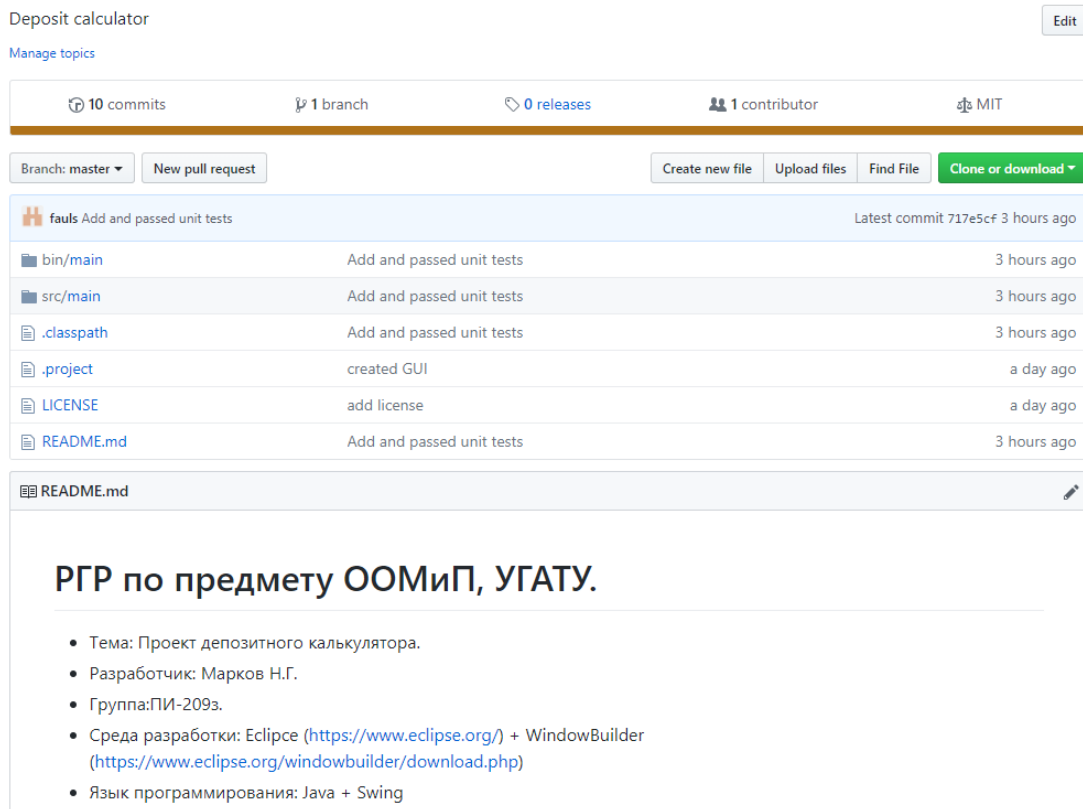 Deposit calculator
Edit
Manage topics
10 commits 1 branch 0 releases 1 contributor MIT
Branch: master New pull request Create new file Upload files Find File Clone or download
fauls Add and passed unit tests Latest commit 717e5cf 3 hours ago
bin/main Add and passed unit tests 3 hours ago
src/main Add and passed unit tests 3 hours ago
.classpath Add and passed unit tests 3 hours ago
.project created GUI a day ago
LICENSE add license a day ago
README.md Add and passed unit tests 3 hours ago
README.md
РГР по предмету ООМиП, УГАТУ.
Тема: Проект депозитного калькулятора.
Разработчик: Марков Н.Г.
Группа:ПИ-209з.
Среда разработки: Eclipce (https://www.eclipse.org/) + WindowBuilder
(https://www.eclipse.org/windowbuilder/download.php)
Язык программирования: Java + Swing